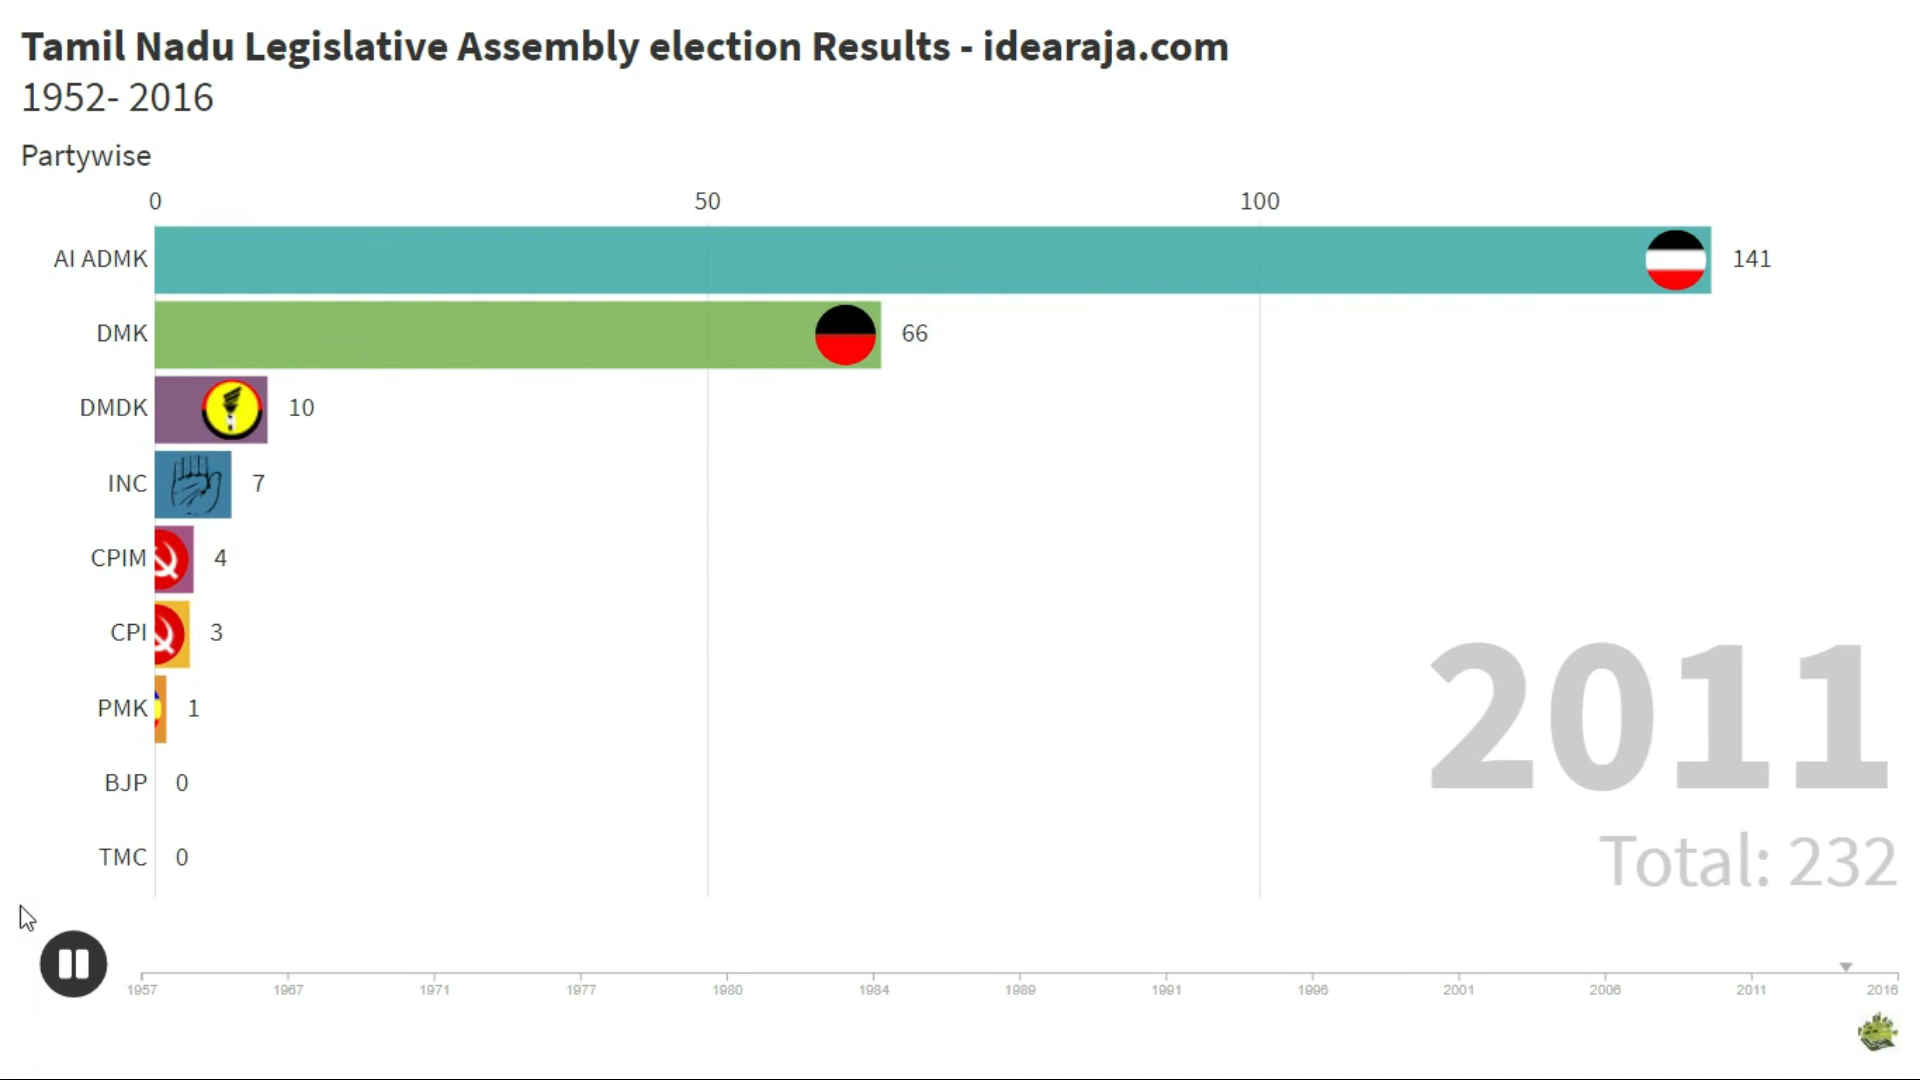 Tamil Nadu Legislative Assembly election Results - idearaja.com
1952- 2016
Partywise
0 50 100
AI ADMK 141
DMK 66
DMDK 10
INC 7
CPIM 4
CPI 3
PMK 1
BJP 0
TMC 0
2011
Total: 232
1957 1967 1971 1977 1980 1984 1989 1991 1996 2001 2006 2011 2016